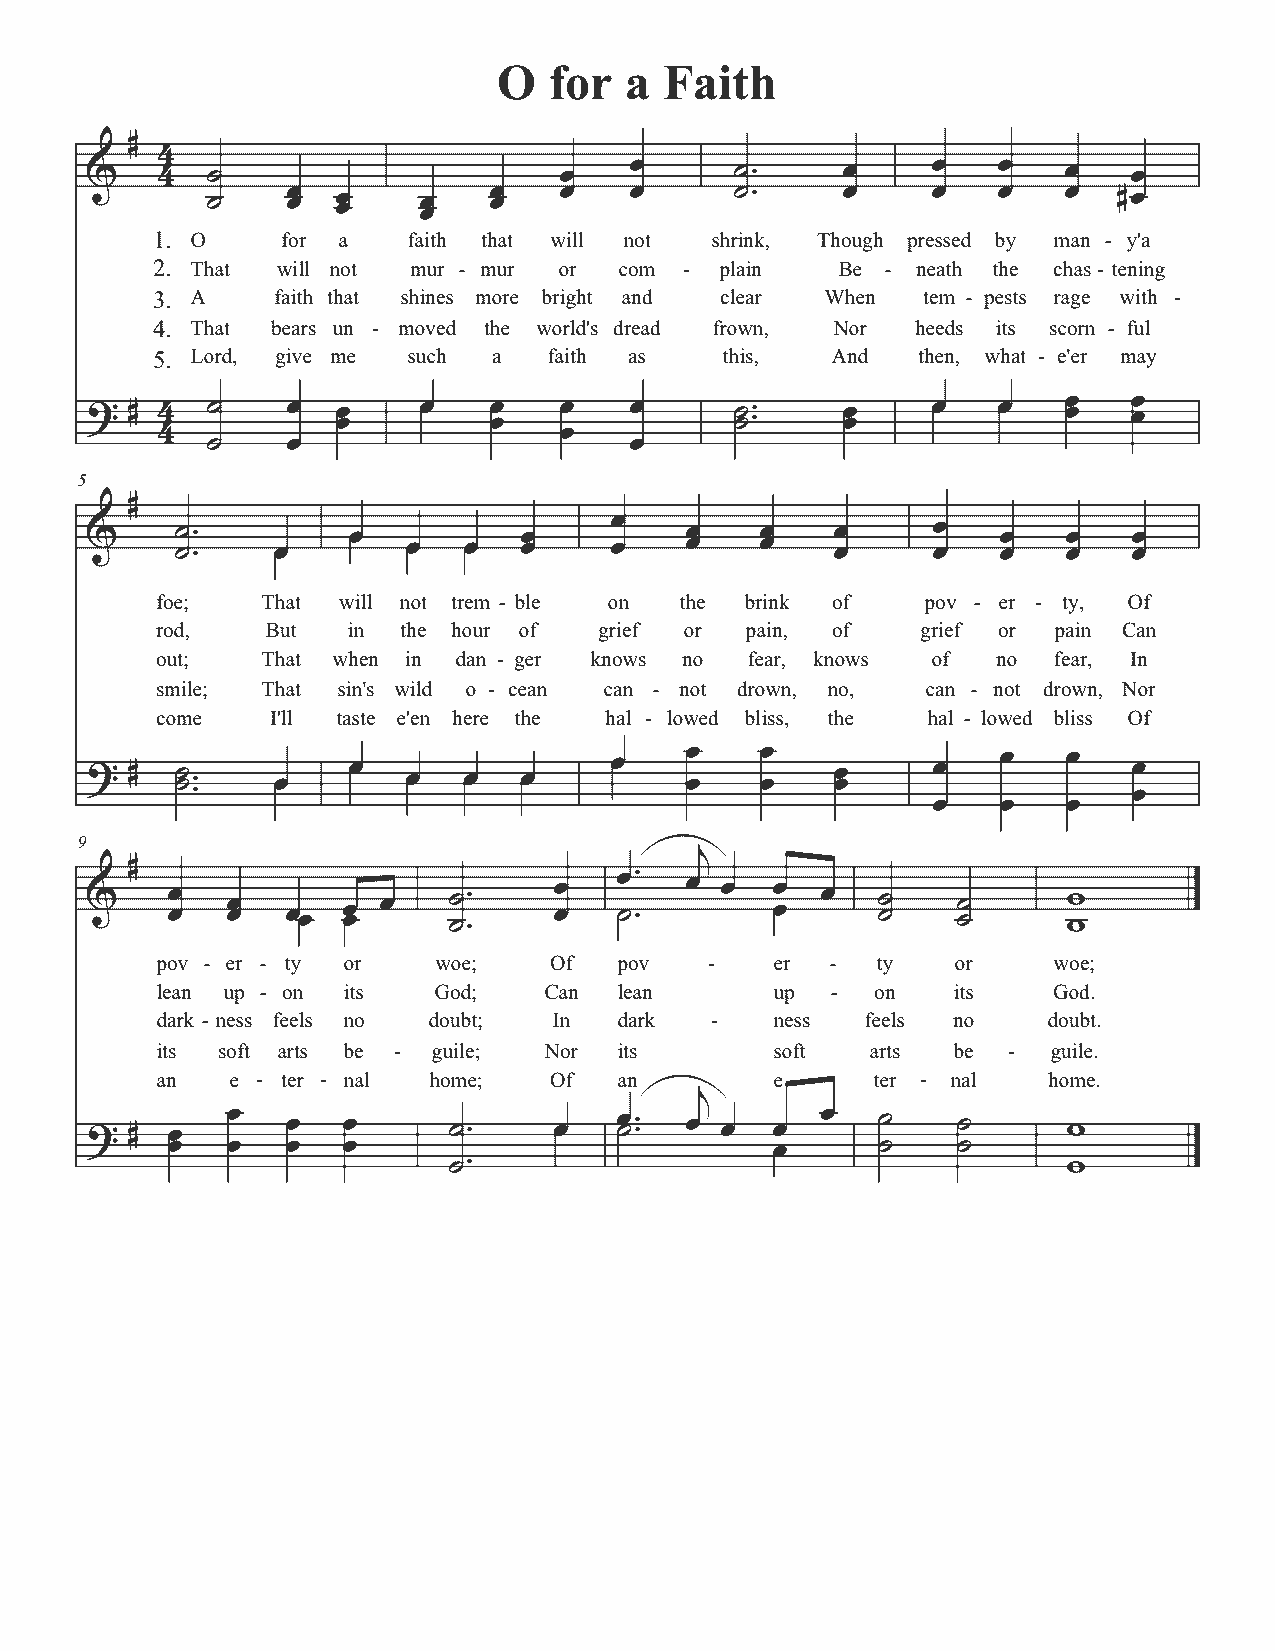 O for a Faith
4
4
1. O for a faith that will not shrink, Though pressed by man - y'a
2. That will not mur - mur or com - plain Be - neath the chas - tening
3. A faith that shines more bright and clear When tem - pests rage with -
4. That bears un - moved the world's dread frown, Nor heeds its scorn - ful
5. Lord, give me such a faith as this, And then, what - e'er may
4
4
5
foe; That will not trem - ble on the brink of pov - er - ty, Of
rod, But in the hour of grief or pain, of grief or pain Can
out; That when in dan - ger knows no fear, knows of no fear, In
smile; That sin's wild o - cean can - not drown, no, can - not drown, Nor
come I'll taste e'en here the hal - lowed bliss, the hal - lowed bliss Of
9
pov - er - ty or woe; Of pov - er - ty or woe;
lean up - on its God; Can lean up - on its God.
dark - ness feels no doubt; In dark - ness feels no doubt.
its soft arts be - guile; Nor its soft arts be - guile.
an e - ter - nal home; Of an e ter - nal home.